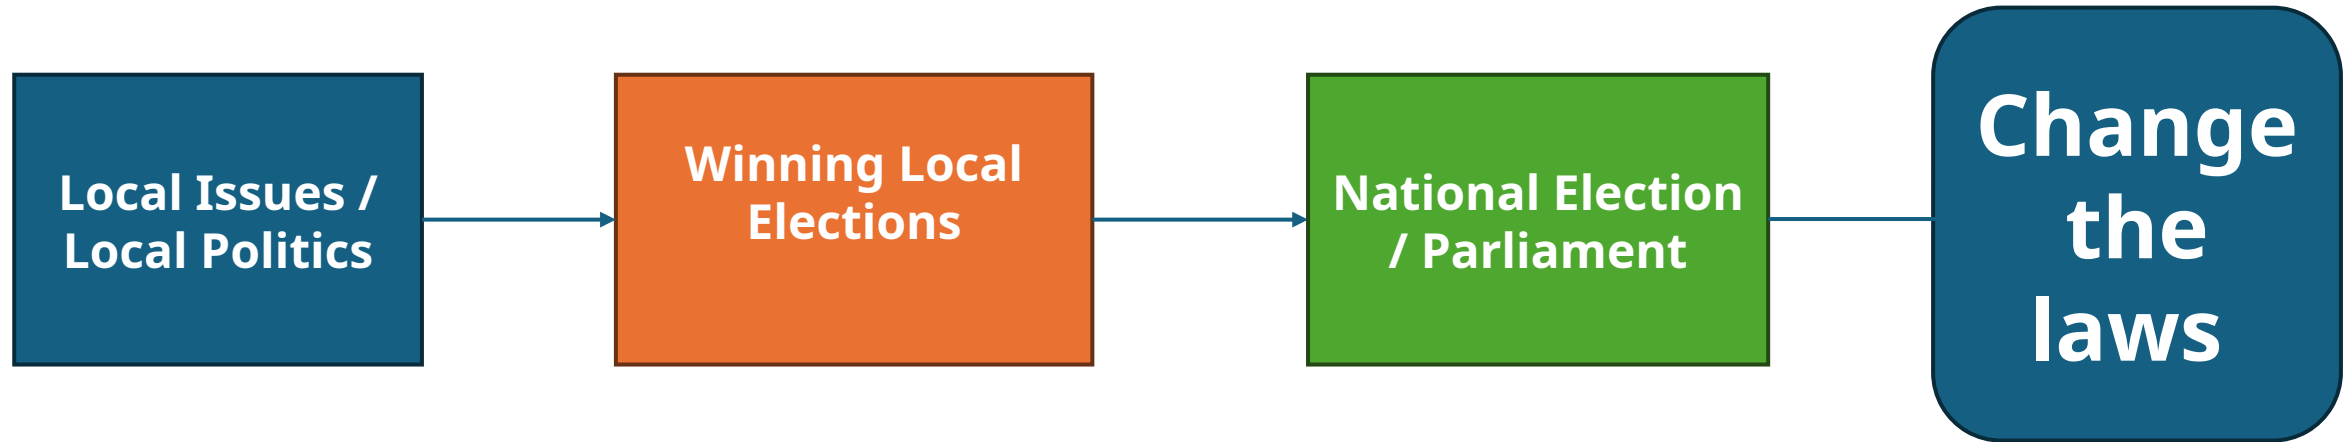 Local Issues /
Local Politics
Winning Local
Elections
National Election
/ Parliament
Change
the
laws